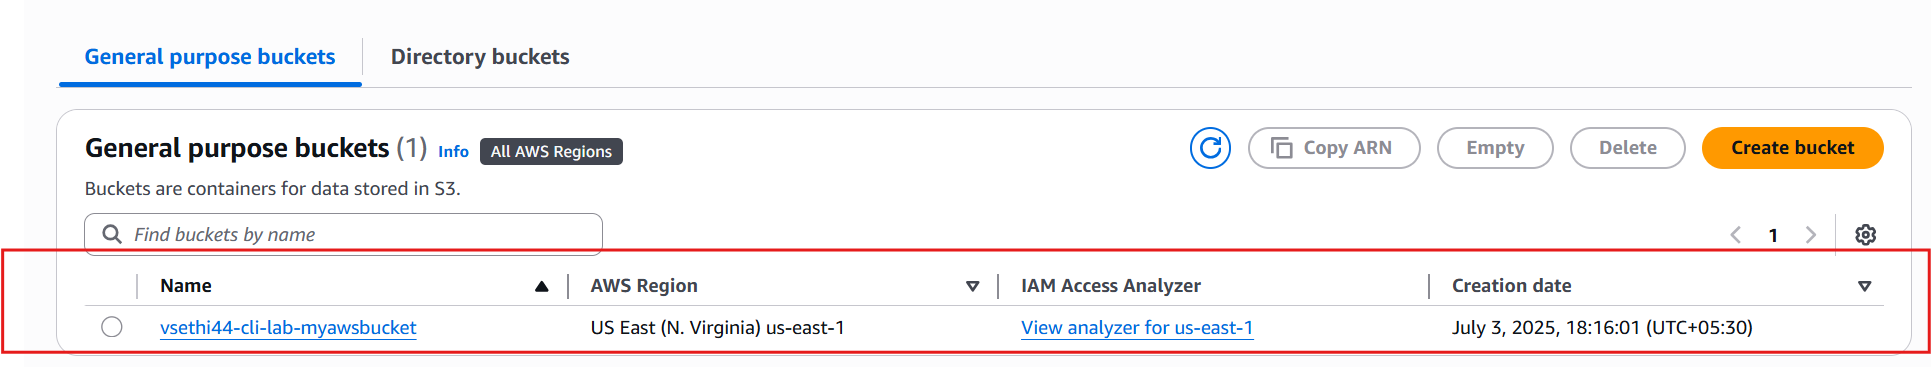 General purpose buckets Directory buckets
General purpose buckets (1) Info All AWS Regions Copy ARN Empty Delete Create bucket
Buckets are containers for data stored in S3.
Find buckets by name 1
Name AWS Region IAM Access Analyzer Creation date
vsethi44-cli-lab-myawsbucket US East (N. Virginia) us-east-1 View analyzer for us-east-1 July 3, 2025, 18:16:01 (UTC+05:30)